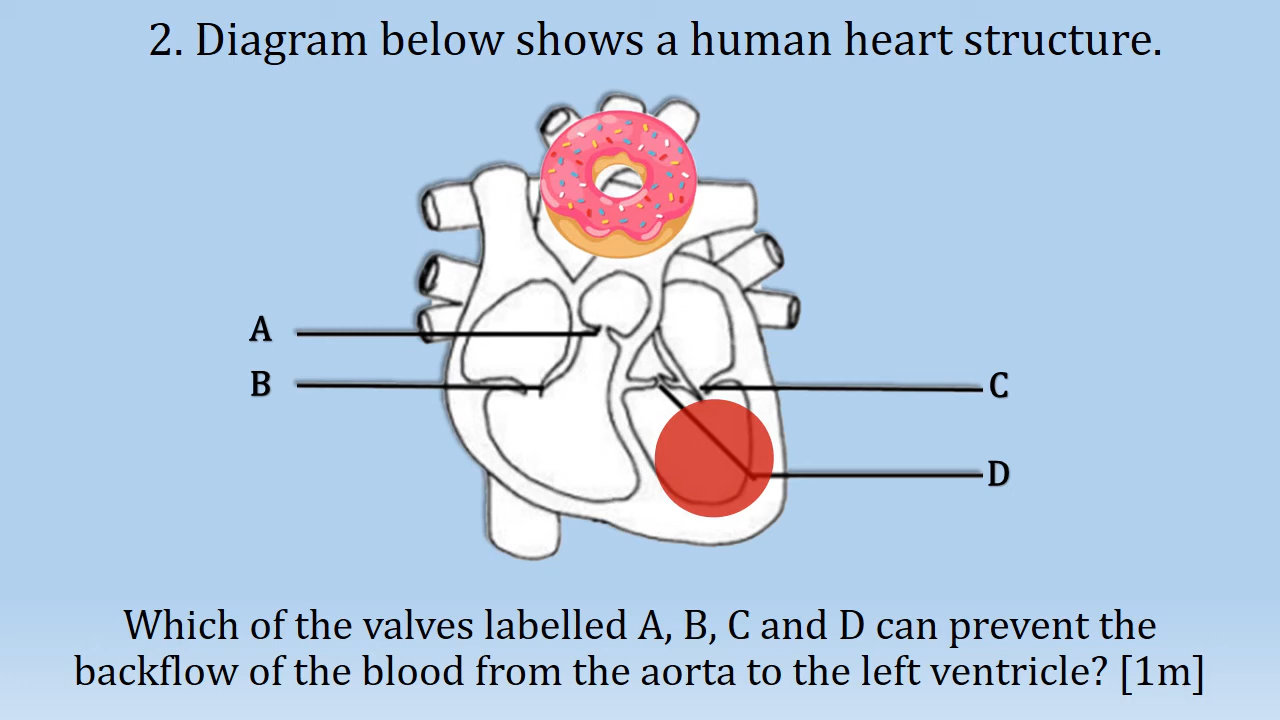 2. Diagram below shows a human heart structure.
A
B
C
D
Which of the valves labelled A, B, C and D can prevent the
backflow of the blood from the aorta to the left ventricle? [1m]